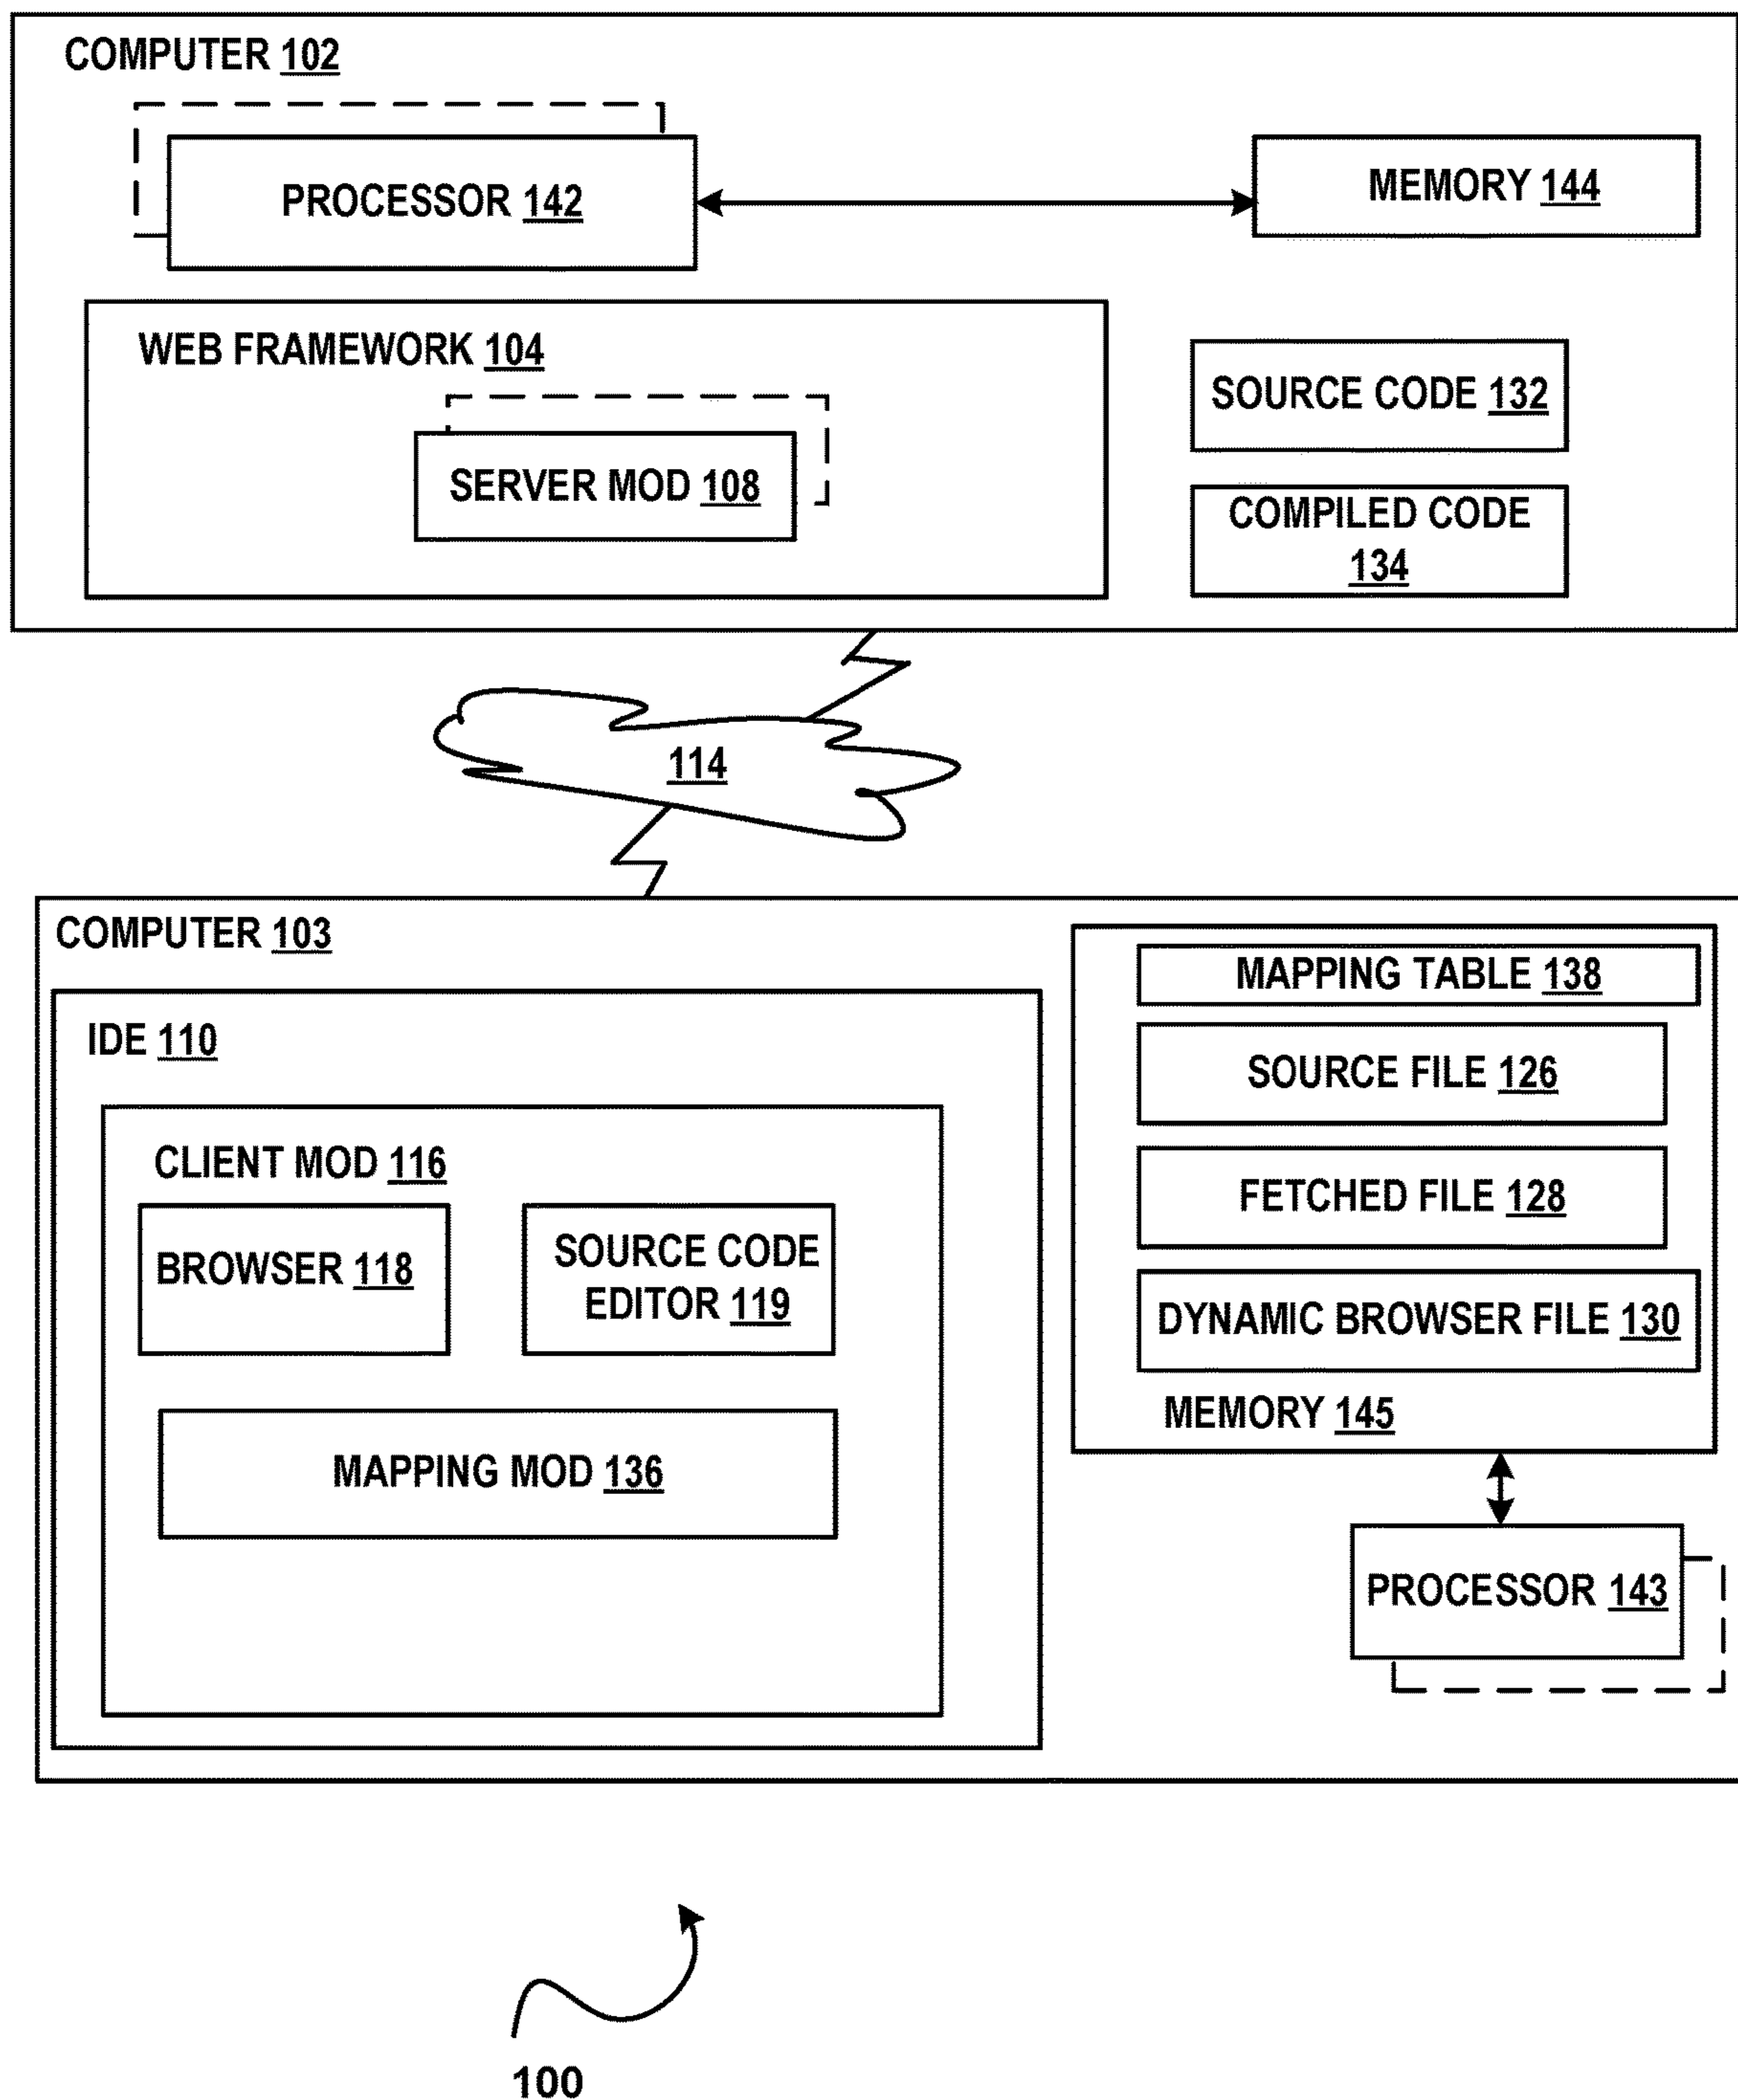 COMPUTER 102
PROCESSOR 142
MEMORY 144
WEB FRAMEWORK 104
SERVER MOD 108
SOURCE CODE 132
COMPILED CODE
134
114
COMPUTER 103
IDE 110
CLIENT MOD 116
BROWSER 118
SOURCE CODE
EDITOR 119
MAPPING MOD 136
MAPPING TABLE 138
SOURCE FILE 126
FETCHED FILE 128
DYNAMIC BROWSER FILE 130
MEMORY 145
PROCESSOR 143
100